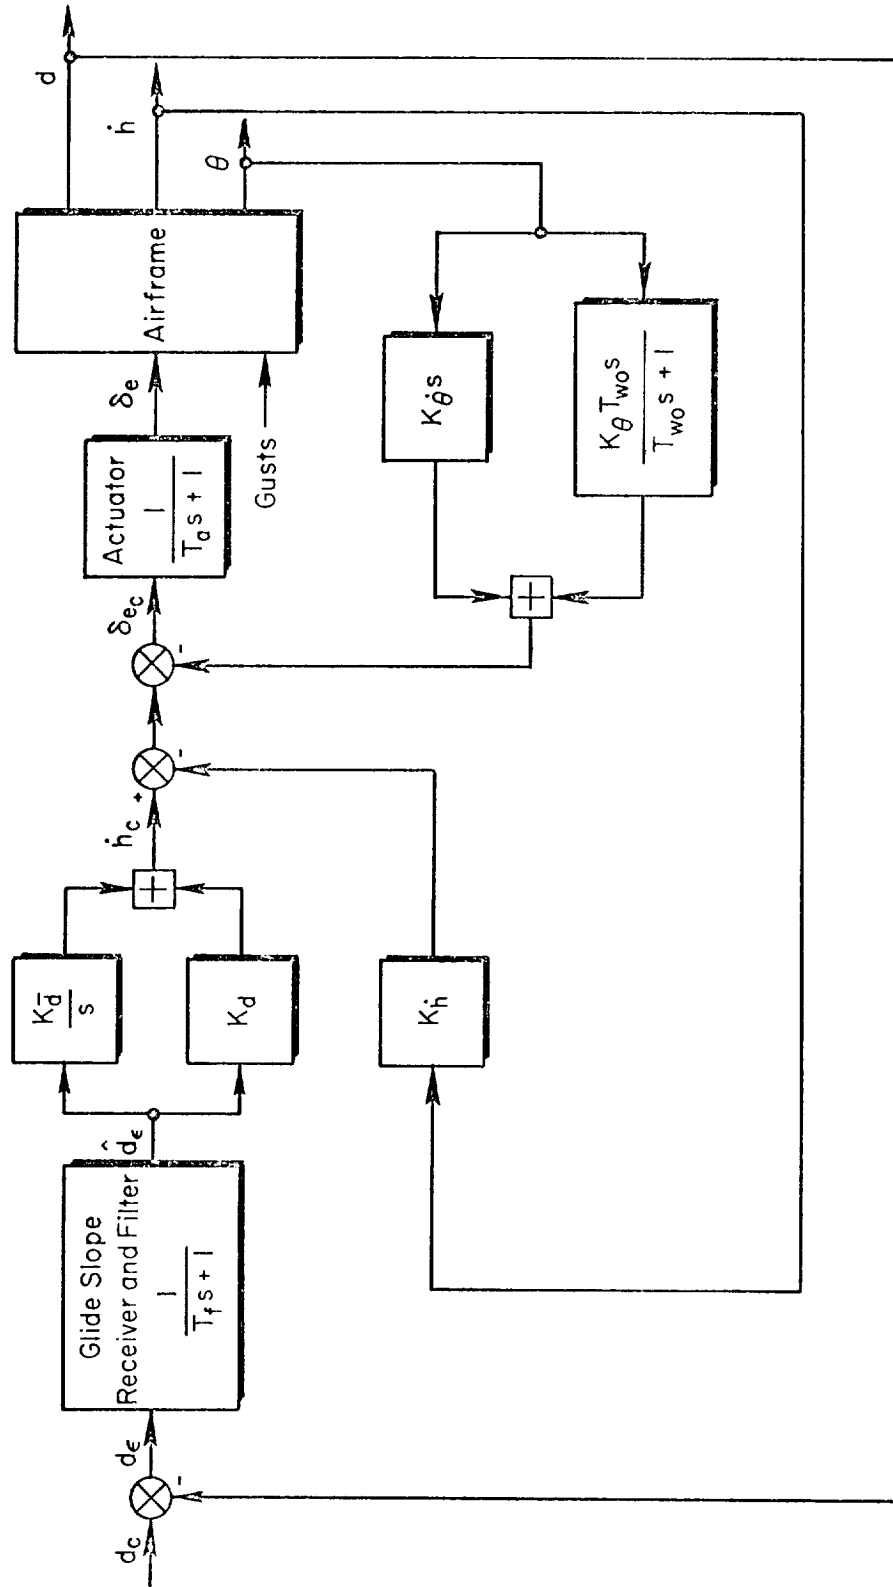 d_c
-
d_ε
Glide Slope
Receiver and Filter
1
T_f s + 1
d̂_ε
K_d̄
s
K_d
ḣ_c
+
+
-
K_ḣ
-
δ_e_c
Actuator
1
T_a s + 1
δ_e
Gusts
Airframe
d
ḣ
θ
K_θ̇ s
K_θ T_wo s
T_wo s + 1
+